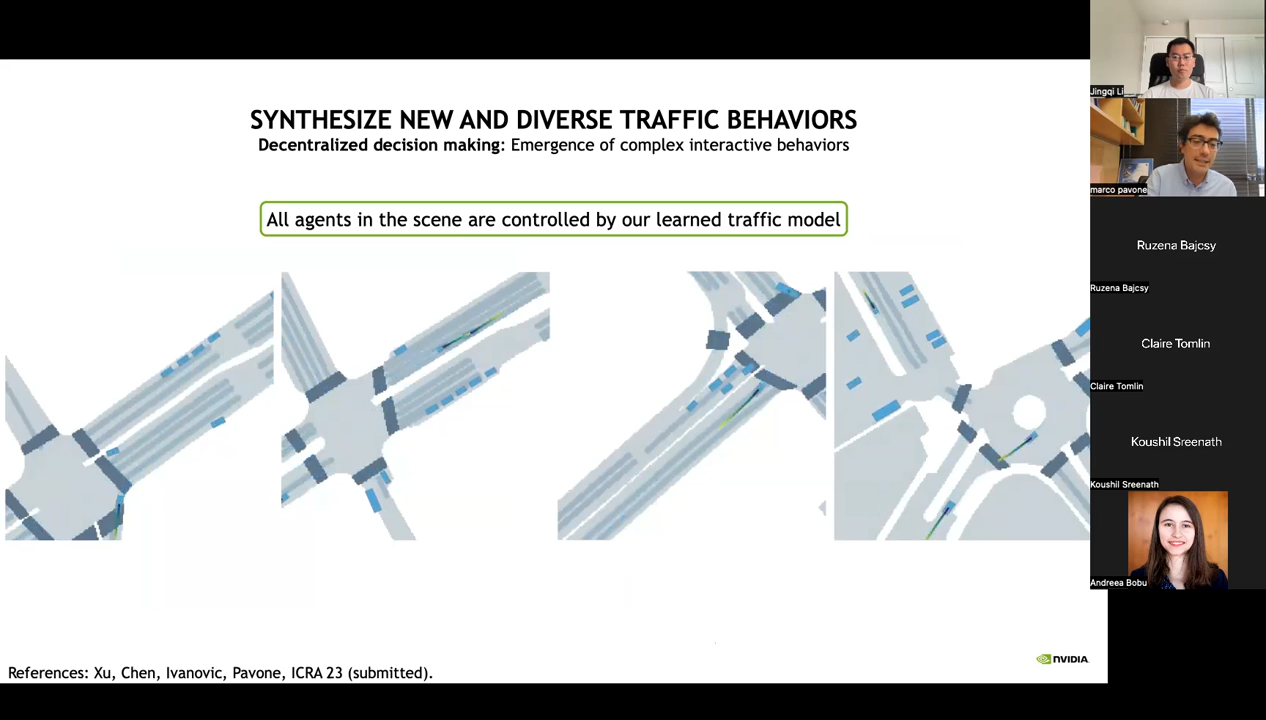 SYNTHESIZE NEW AND DIVERSE TRAFFIC BEHAVIORS
Decentralized decision making: Emergence of complex interactive behaviors
All agents in the scene are controlled by our learned traffic model
References: Xu, Chen, Ivanovic, Pavone, ICRA 23 (submitted).
NVIDIA
Jingqi Li
marco pavone
Ruzena Bajcsy
Ruzena Bajcsy
Claire Tomlin
Claire Tomlin
Koushil Sreenath
Koushil Sreenath
Andreea Bobu